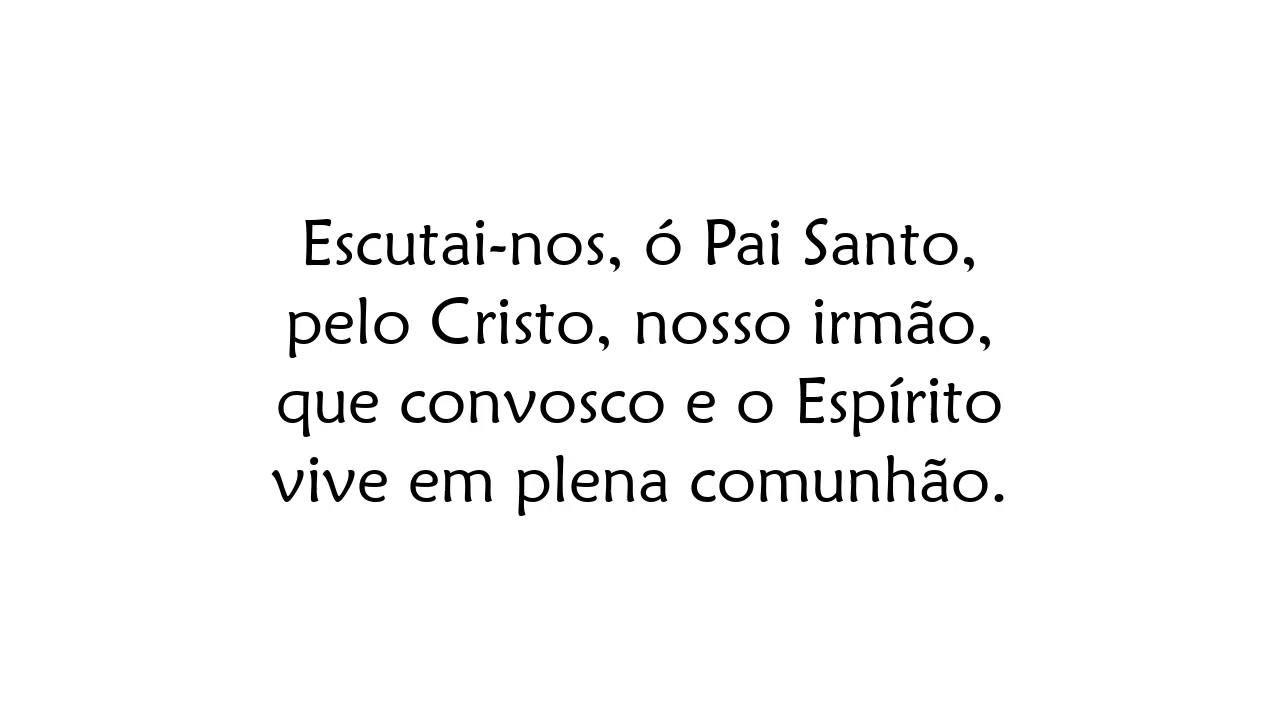 Escutai-nos, ó Pai Santo,
pelo Cristo, nosso irmão,
que convosco e o Espírito
vive em plena comunhão.